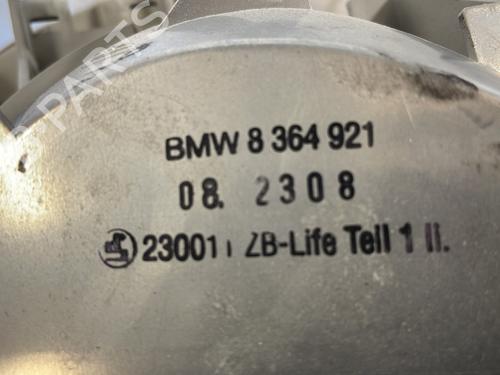 BMW 8 364 921
08. 2308
23001 ZB-Life Teil 1 li.
B-PARTS